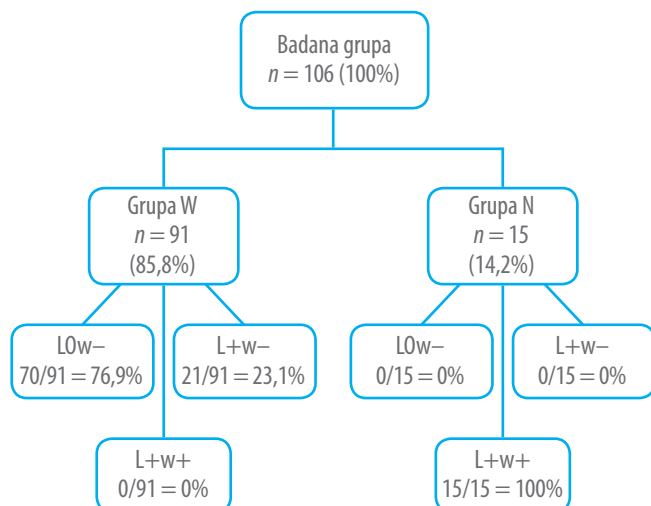 Badana grupa
n = 106 (100%)
Grupa W
n = 91
(85,8%)
Grupa N
n = 15
(14,2%)
L0w–
70/91 = 76,9%
L+w–
21/91 = 23,1%
L0w–
0/15 = 0%
L+w–
0/15 = 0%
L+w+
0/91 = 0%
L+w+
15/15 = 100%